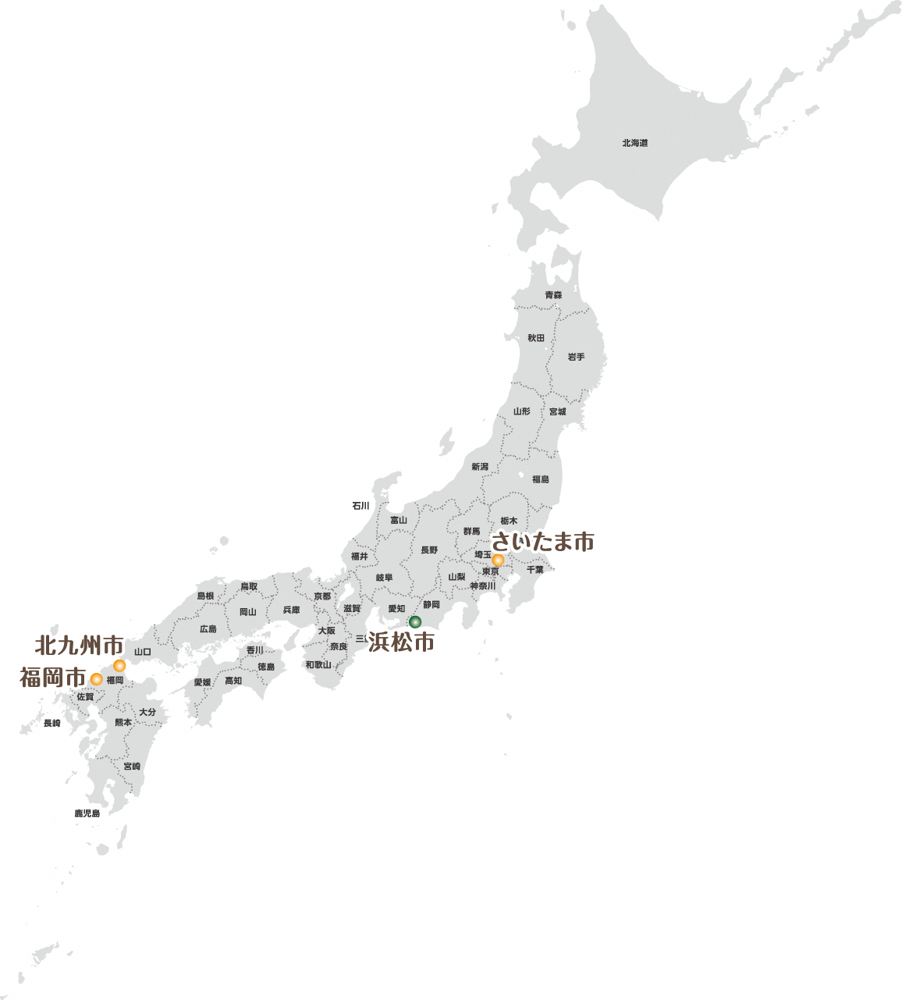 北海道
青森
秋田
岩手
山形
宮城
新潟
福島
石川
富山
栃木
群馬
さいたま市
長野
埼玉
福井
千葉
東京
岐阜
山梨
神奈川
鳥取
島根
京都
静岡
滋賀
愛知
兵庫
岡山
広島
大阪
浜松市
三
奈良
北九州市
山口
香川
和歌山
徳島
福岡市
福岡
高知
愛媛
佐賀
大分
長崎
熊本
宮崎
鹿児島